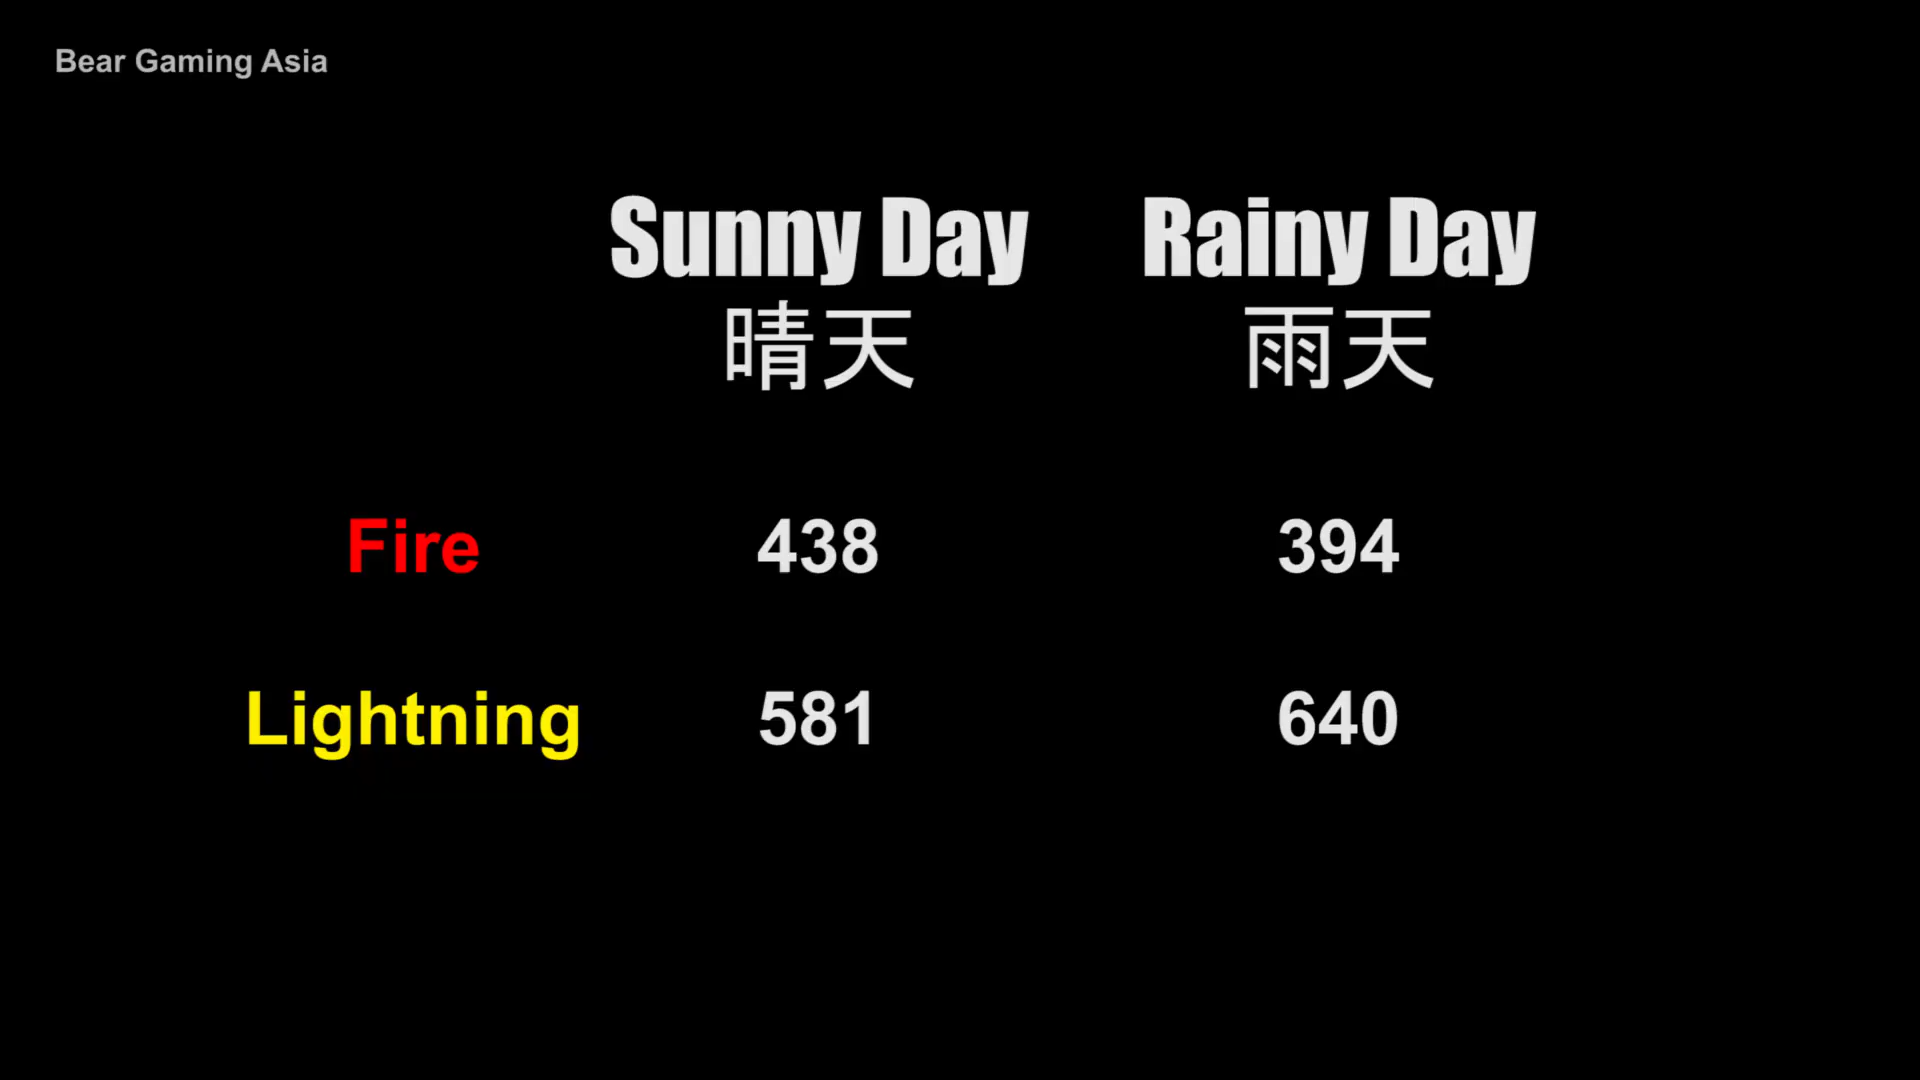 Bear Gaming Asia
Sunny Day Rainy Day
晴天 雨天
Fire 438 394
Lightning 581 640